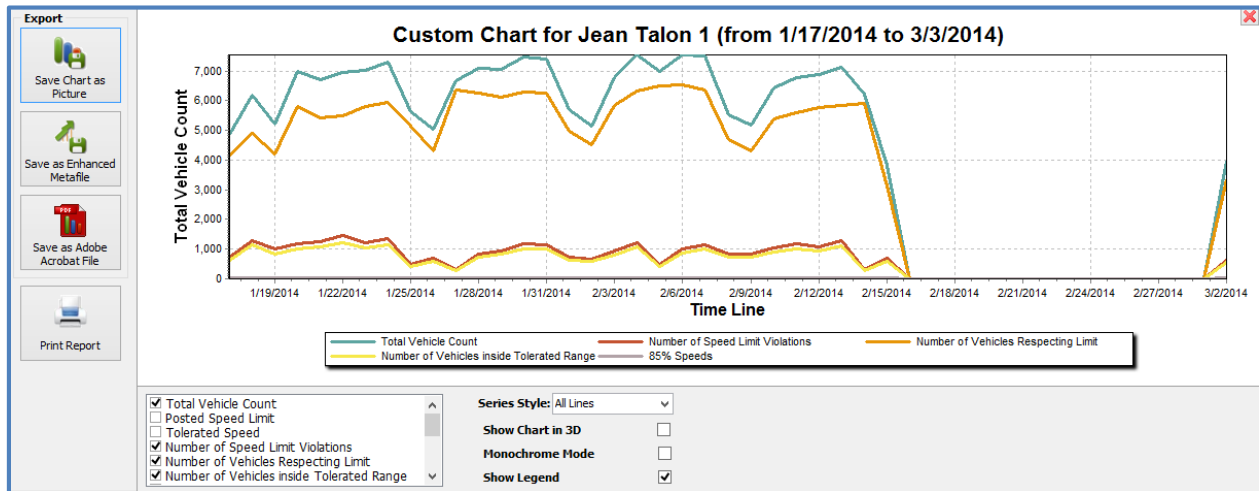 Export
Save Chart as
Picture
Save as Enhanced
Metafile
PDF
Save as Adobe
Acrobat File
Print Report
Custom Chart for Jean Talon 1 (from 1/17/2014 to 3/3/2014)
Total Vehicle Count
7,000
6,000
5,000
4,000
3,000
2,000
1,000
0
1/19/2014 1/22/2014 1/25/2014 1/28/2014 1/31/2014 2/3/2014 2/6/2014 2/9/2014 2/12/2014 2/15/2014 2/18/2014 2/21/2014 2/24/2014 2/27/2014 3/2/2014
Time Line
Total Vehicle Count Number of Speed Limit Violations Number of Vehicles Respecting Limit
Number of Vehicles inside Tolerated Range 85% Speeds
Total Vehicle Count
Posted Speed Limit
Tolerated Speed
Number of Speed Limit Violations
Number of Vehicles Respecting Limit
Number of Vehicles inside Tolerated Range
Series Style: All Lines
Show Chart in 3D
Monochrome Mode
Show Legend